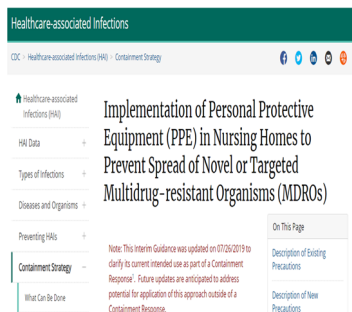 Healthcare-associated Infections
CDC > Healthcare-associated Infections (HAI) > Containment Strategy
Healthcare-associated
Infections (HAI)
HAI Data +
Types of Infections +
Diseases and Organisms +
Preventing HAIs +
Containment Strategy −
What Can Be Done
Implementation of Personal Protective
Equipment (PPE) in Nursing Homes to
Prevent Spread of Novel or Targeted
Multidrug-resistant Organisms (MDROs)
Note: This Interim Guidance was updated on 07/26/2019 to
clarify its current intended use as part of a Containment
Response¹. Future updates are anticipated to address
potential for application of this approach outside of a
Containment Response.
On This Page
Description of Existing
Precautions
Description of New
Precautions